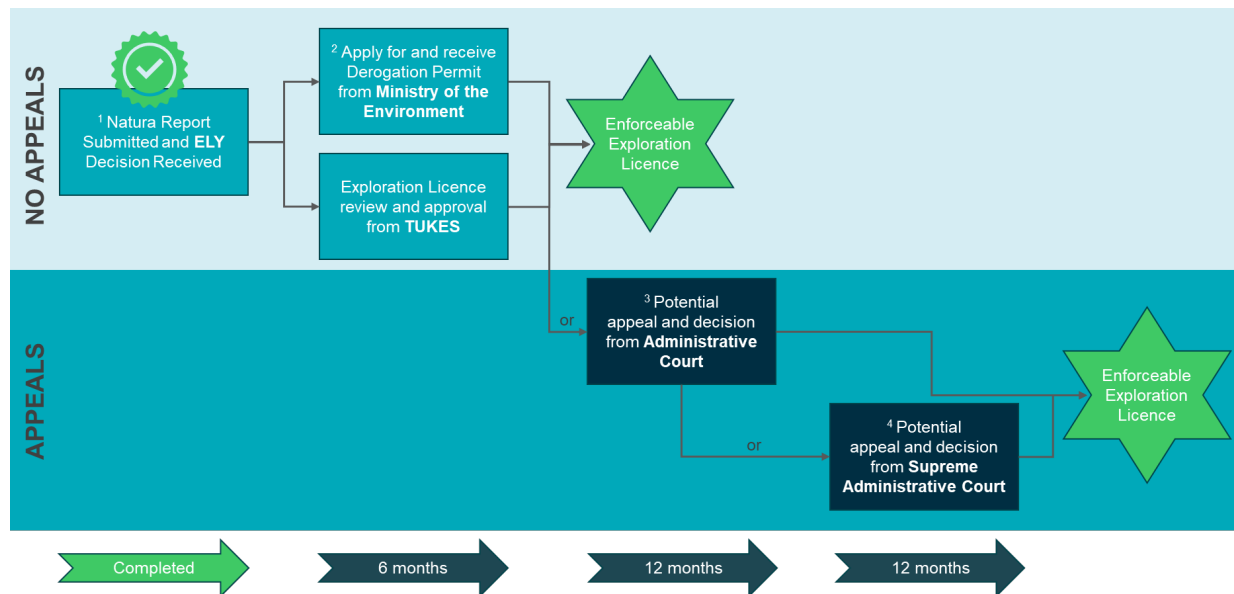 NO APPEALS
¹ Natura Report
Submitted and ELY
Decision Received
² Apply for and receive
Derogation Permit
from Ministry of the
Environment
Exploration Licence
review and approval
from TUKES
Enforceable
Exploration
Licence
APPEALS
or
³ Potential
appeal and decision
from Administrative
Court
or
⁴ Potential
appeal and decision
from Supreme
Administrative Court
Enforceable
Exploration
Licence
Completed
6 months
12 months
12 months